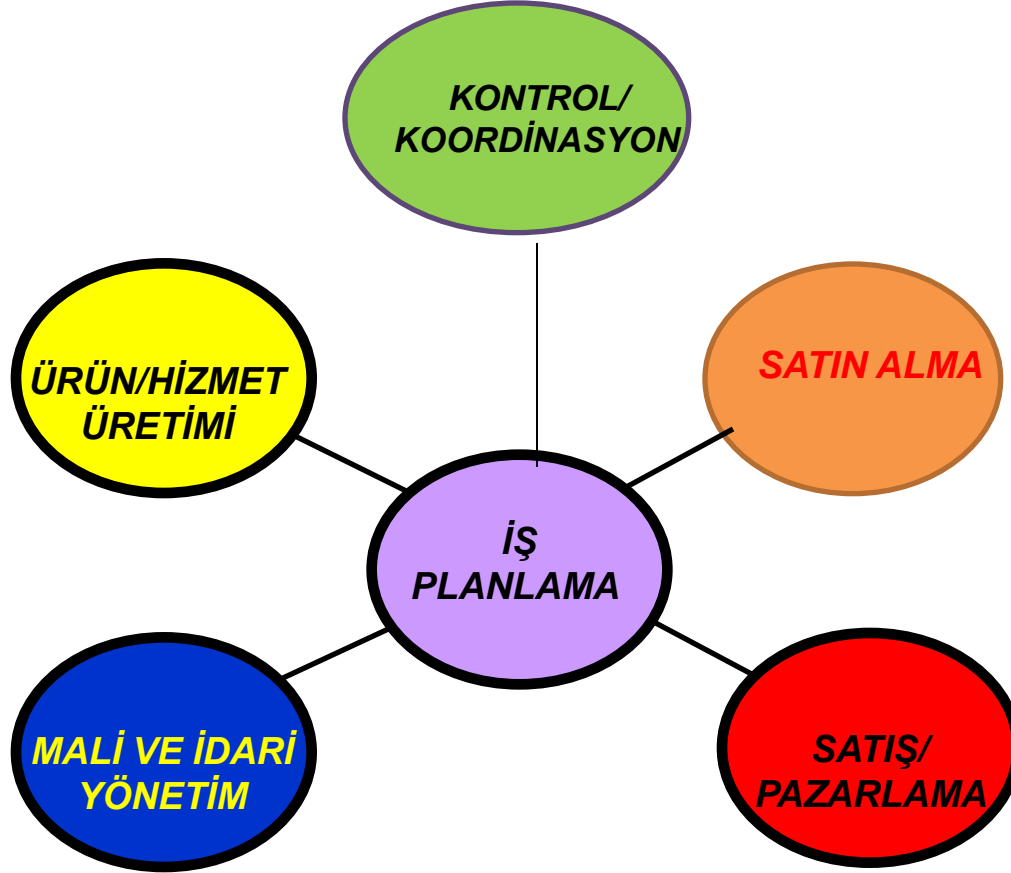 KONTROL/
KOORDİNASYON
ÜRÜN/HİZMET
ÜRETİMİ
SATIN ALMA
İŞ
PLANLAMA
MALİ VE İDARİ
YÖNETİM
SATIŞ/
PAZARLAMA